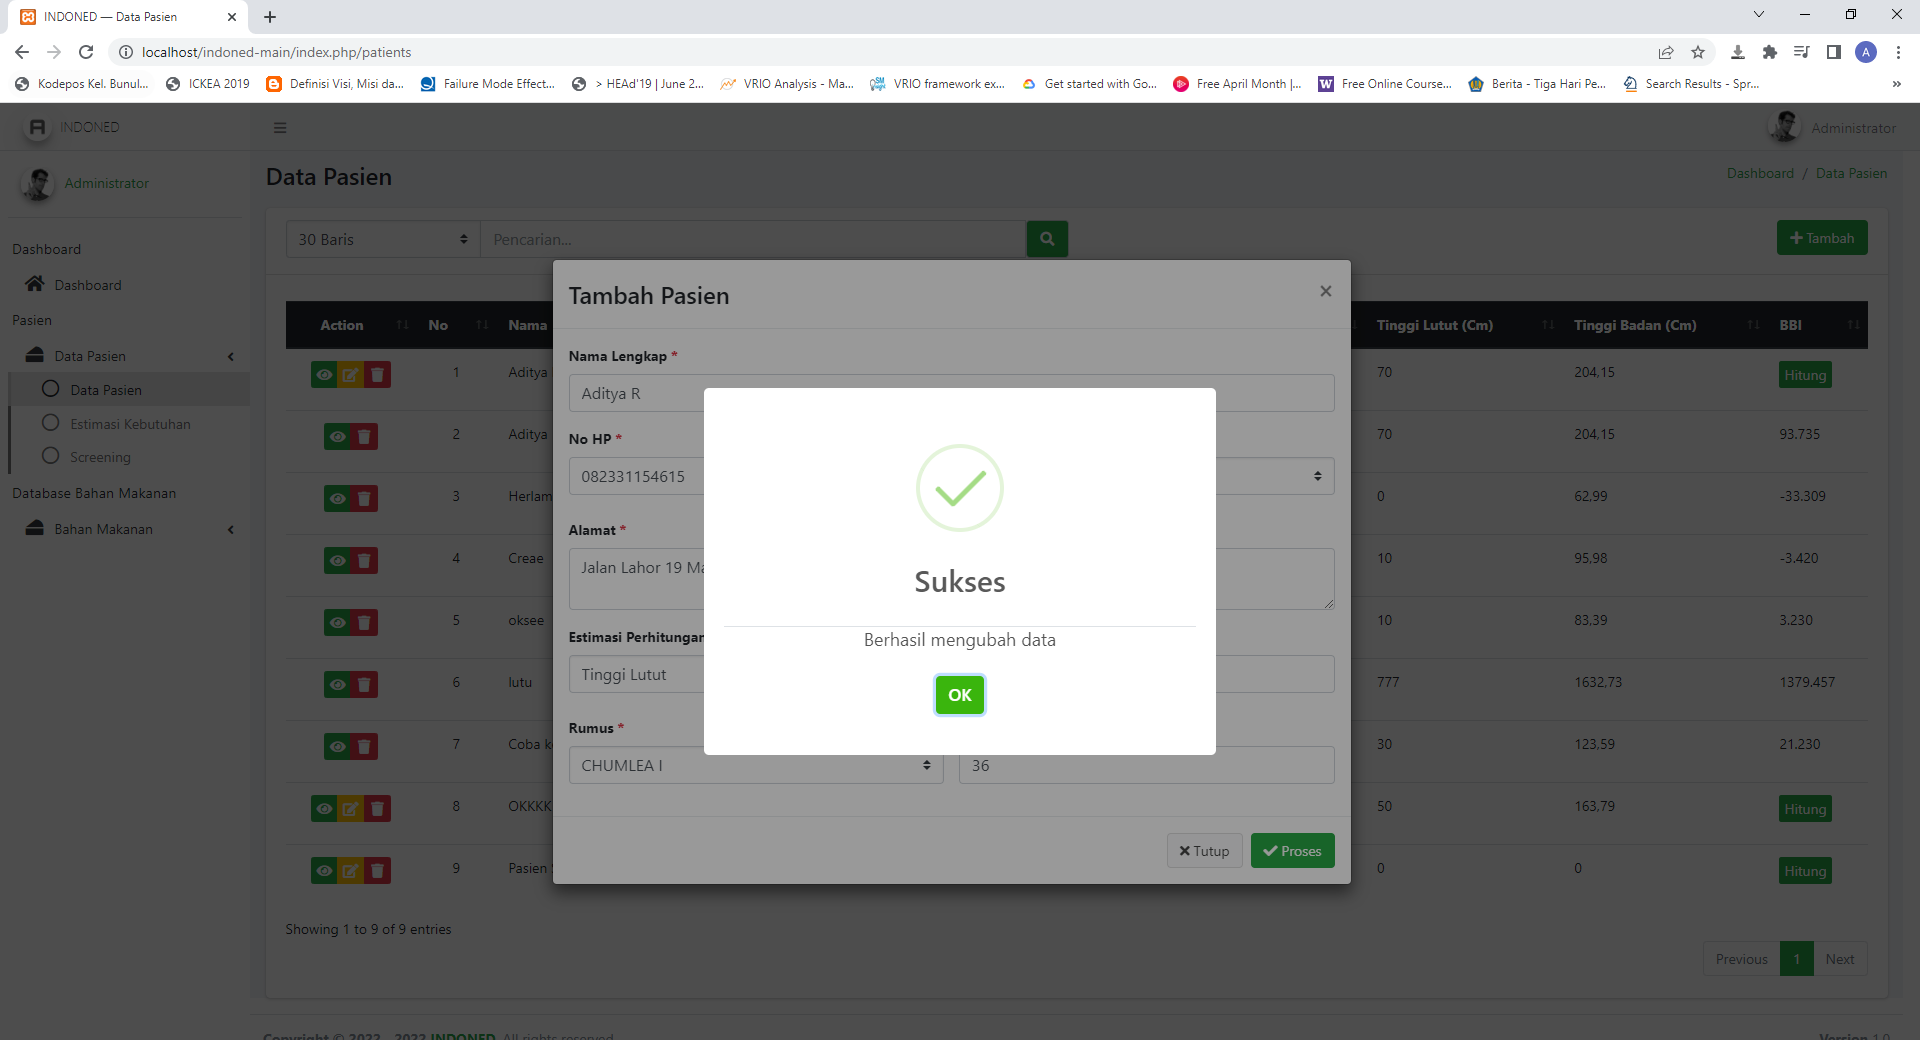 INDONED — Data Pasien
localhost/indoned-main/index.php/patients
A
Kodepos Kel. Bunul... ICKEA 2019 Definisi Visi, Misi da... Failure Mode Effect... > HEAd'19 | June 2... VRIO Analysis - Ma... VRIO framework ex... Get started with Go... Free April Month |... Free Online Course... Berita - Tiga Hari Pe... Search Results - Spr... »
INDONED
Administrator
Administrator
Dashboard
Dashboard
Pasien
Data Pasien
Data Pasien
Estimasi Kebutuhan
Screening
Database Bahan Makanan
Bahan Makanan
Data Pasien
Dashboard / Data Pasien
30 Baris Pencarian... Tambah
Action No Nama Tinggi Lutut (Cm) Tinggi Badan (Cm) BBI
1 Aditya 70 204,15 Hitung
2 Aditya 70 204,15 93.735
3 Herlam 0 62,99 -33.309
4 Creae 10 95,98 -3.420
5 oksee 10 83,39 3.230
6 lutu 777 1632,73 1379.457
7 Coba k 30 123,59 21.230
8 OKKKK 50 163,79 Hitung
9 Pasien 0 0 Hitung
Showing 1 to 9 of 9 entries
Previous 1 Next
Copyright © 2022 - 2022 INDONED. All rights reserved.
Version 1.0
Tambah Pasien ×
Nama Lengkap *
Aditya R
No HP *
082331154615
Alamat *
Jalan Lahor 19 Ma
Estimasi Perhitungan
Tinggi Lutut
Rumus *
CHUMLEA I 36
Tutup Proses
Sukses
Berhasil mengubah data
OK